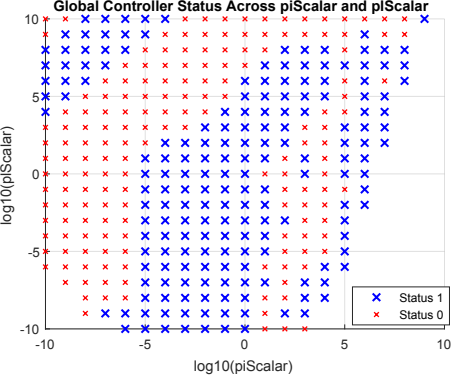 Global Controller Status Across piScalar and plScalar
10
5
0
-5
-10
log10(plScalar)
-10
-5
0
5
10
log10(piScalar)
Status 1
Status 0